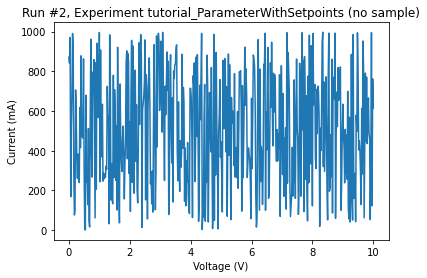 Run #2, Experiment tutorial_ParameterWithSetpoints (no sample)
1000
800
600
400
200
0
Current (mA)
0 2 4 6 8 10
Voltage (V)